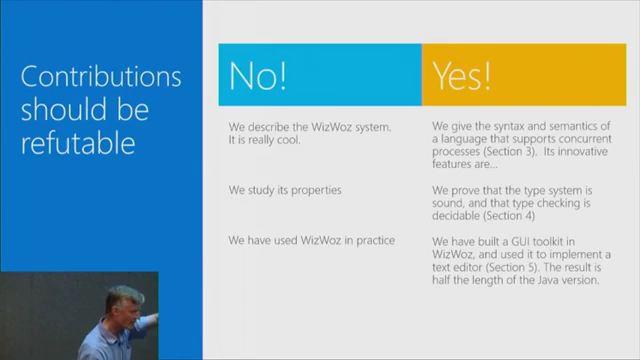 Contributions
should be
refutable
No!
Yes!
We describe the WizWoz system.
It is really cool.
We give the syntax and semantics of
a language that supports concurrent
processes (Section 3). Its innovative
features are...
We study its properties
We prove that the type system is
sound, and that type checking is
decidable (Section 4)
We have used WizWoz in practice
We have built a GUI toolkit in
WizWoz, and used it to implement a
text editor (Section 5). The result is
half the length of the Java version.